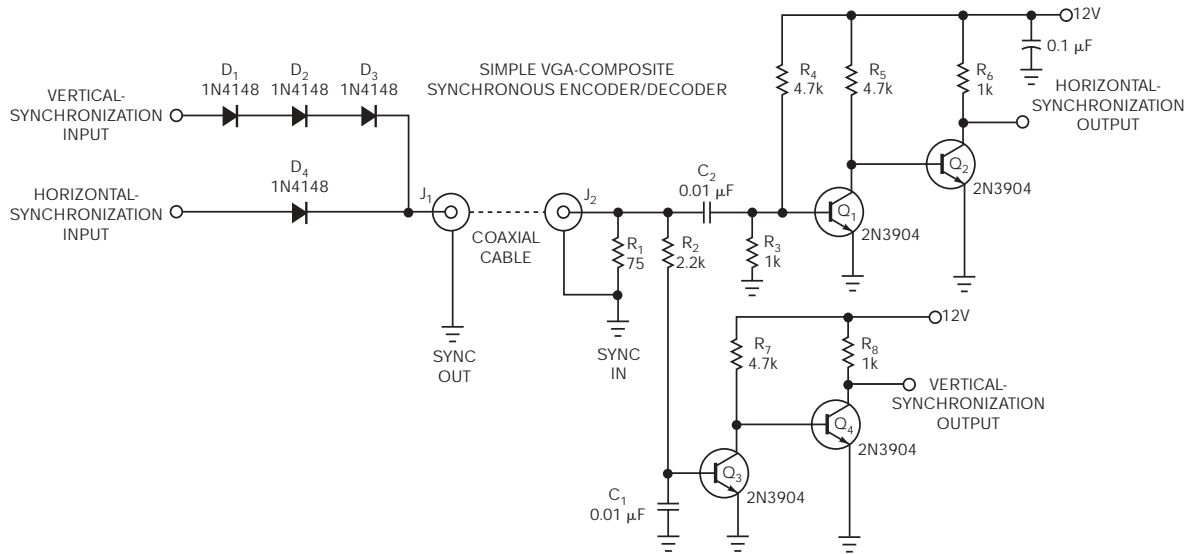 SIMPLE VGA-COMPOSITE
SYNCHRONOUS ENCODER/DECODER
VERTICAL-
SYNCHRONIZATION
INPUT
D1
1N4148
D2
1N4148
D3
1N4148
HORIZONTAL-
SYNCHRONIZATION
INPUT
D4
1N4148
J1
COAXIAL
CABLE
SYNC
OUT
J2
R1
75
SYNC
IN
R2
2.2k
C2
0.01 µF
R3
1k
R4
4.7k
R5
4.7k
R6
1k
12V
0.1 µF
HORIZONTAL-
SYNCHRONIZATION
OUTPUT
Q1
2N3904
Q2
2N3904
12V
R7
4.7k
R8
1k
VERTICAL-
SYNCHRONIZATION
OUTPUT
Q4
2N3904
Q3
2N3904
C1
0.01 µF